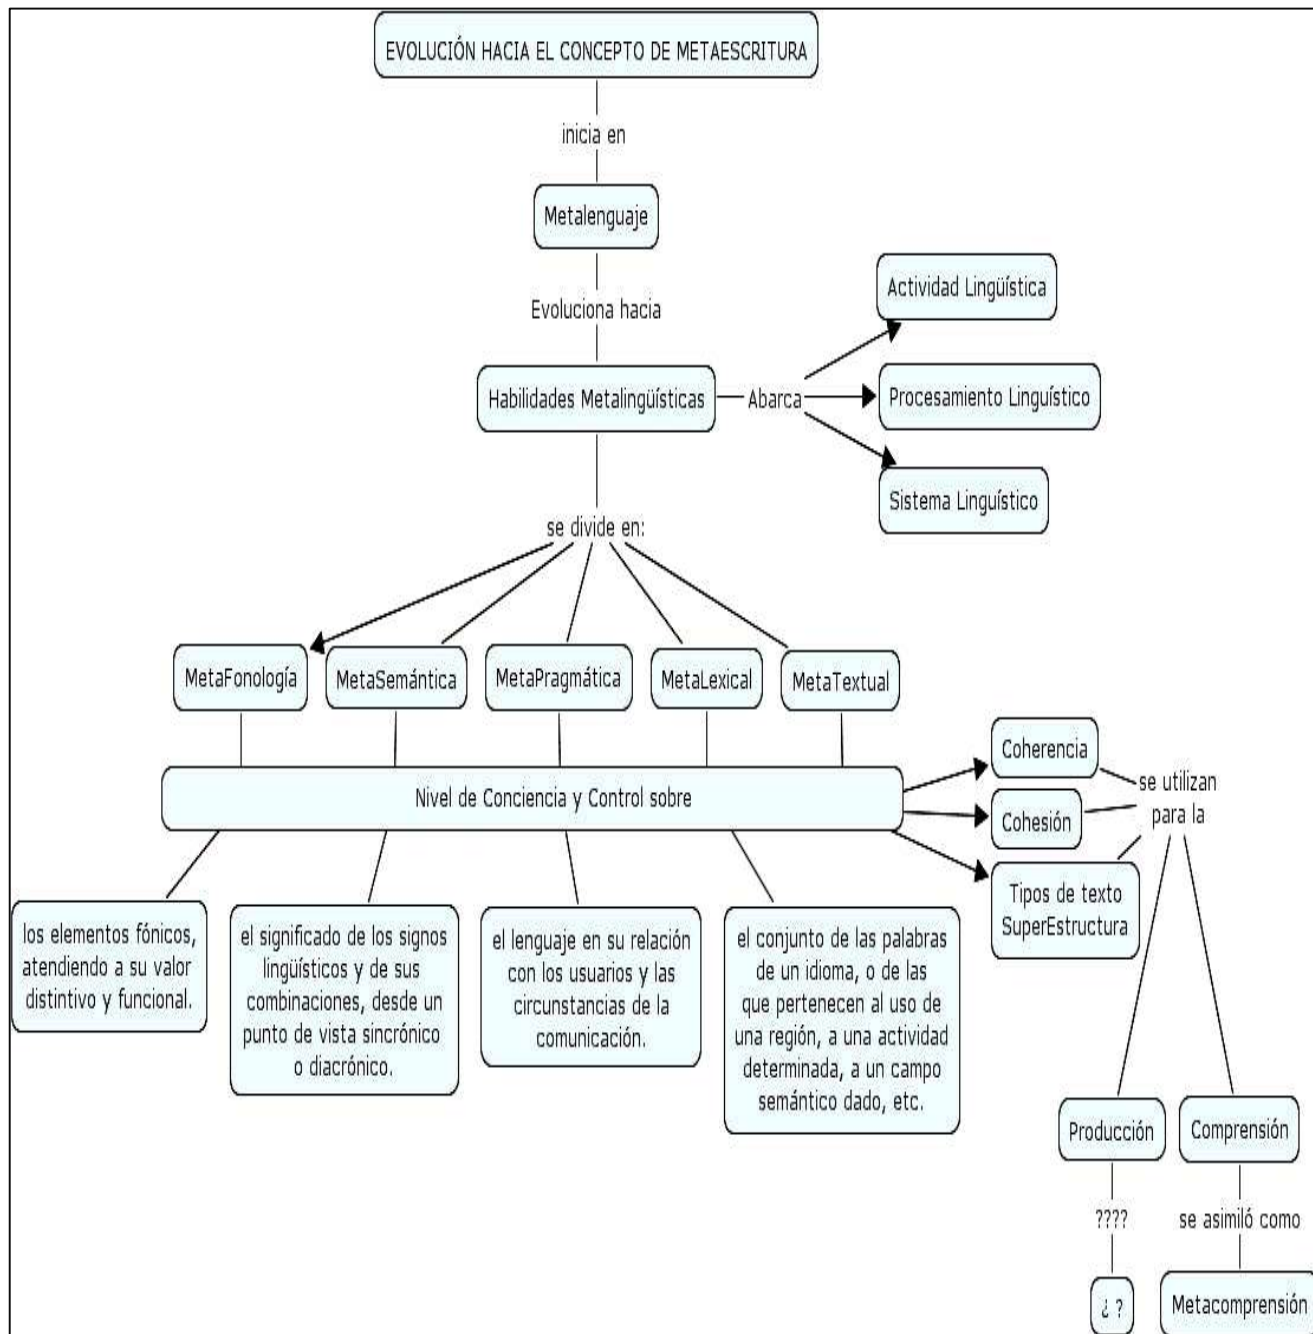 EVOLUCIÓN HACIA EL CONCEPTO DE METAESCRITURA
inicia en
Metalenguaje
Evoluciona hacia
Actividad Lingüística
Habilidades Metalingüísticas
Abarca
Procesamiento Linguístico
Sistema Linguístico
se divide en:
MetaFonología
MetaSemántica
MetaPragmática
MetaLexical
MetaTextual
Nivel de Conciencia y Control sobre
Coherencia
Cohesión
Tipos de texto
SuperEstructura
se utilizan
para la
los elementos fónicos,
atendiendo a su valor
distintivo y funcional.
el significado de los signos
lingüísticos y de sus
combinaciones, desde un
punto de vista sincrónico
o diacrónico.
el lenguaje en su relación
con los usuarios y las
circunstancias de la
comunicación.
el conjunto de las palabras
de un idioma, o de las
que pertenecen al uso de
una región, a una actividad
determinada, a un campo
semántico dado, etc.
Producción
Comprensión
????
se asimiló como
¿ ?
Metacomprensión